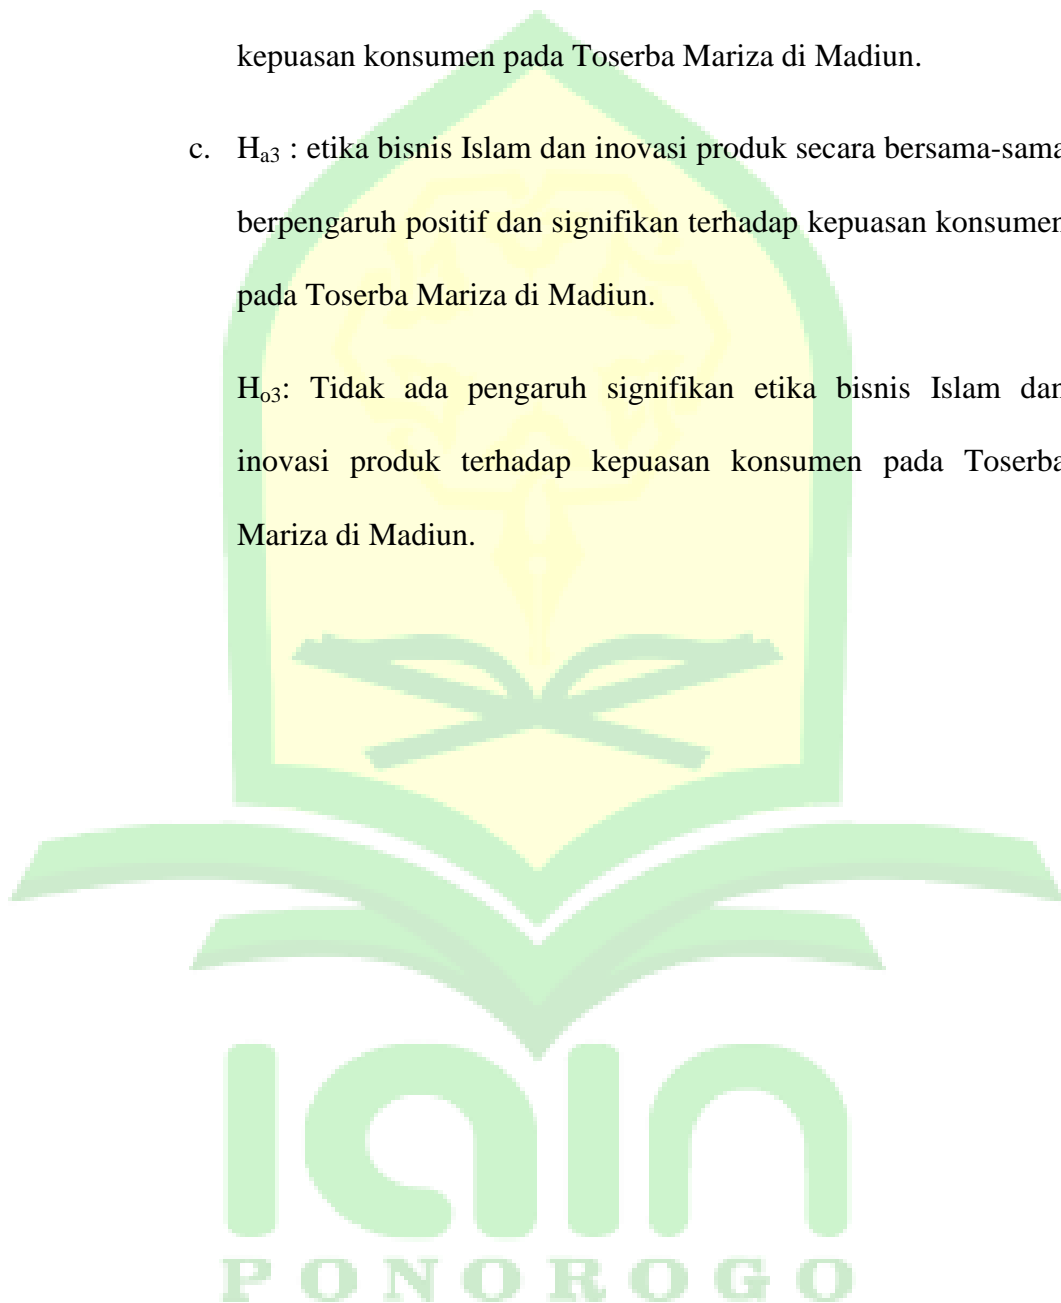 kepuasan konsumen pada Toserba Mariza di Madiun.
c. Ha3 : etika bisnis Islam dan inovasi produk secara bersama-sama
berpengaruh positif dan signifikan terhadap kepuasan konsumen
pada Toserba Mariza di Madiun.
Ho3: Tidak ada pengaruh signifikan etika bisnis Islam dan
inovasi produk terhadap kepuasan konsumen pada Toserba
Mariza di Madiun.
iain
PONOROGO